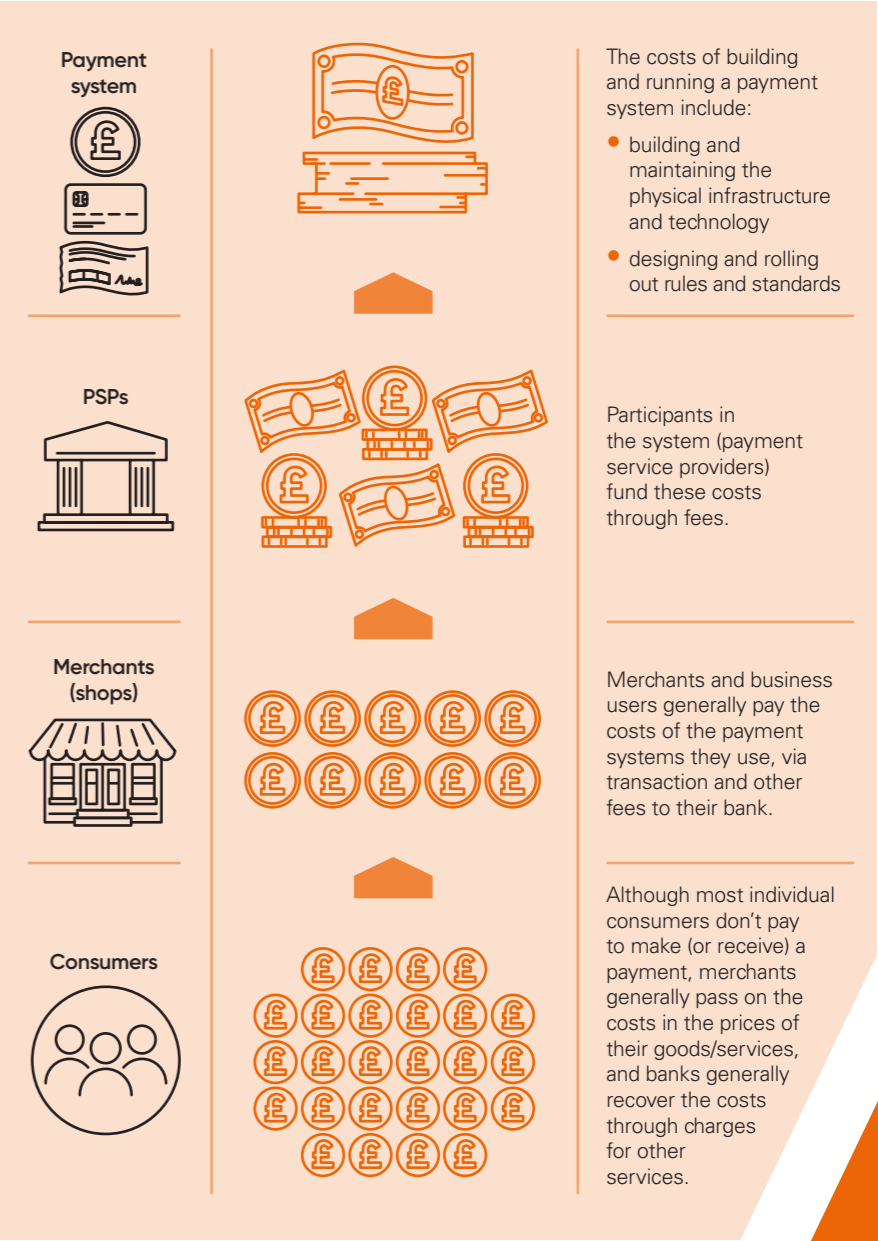 Payment
system
The costs of building
and running a payment
system include:
• building and
maintaining the
physical infrastructure
and technology
• designing and rolling
out rules and standards
PSPs
Participants in
the system (payment
service providers)
fund these costs
through fees.
Merchants
(shops)
Merchants and business
users generally pay the
costs of the payment
systems they use, via
transaction and other
fees to their bank.
Consumers
Although most individual
consumers don’t pay
to make (or receive) a
payment, merchants
generally pass on the
costs in the prices of
their goods/services,
and banks generally
recover the costs
through charges
for other
services.